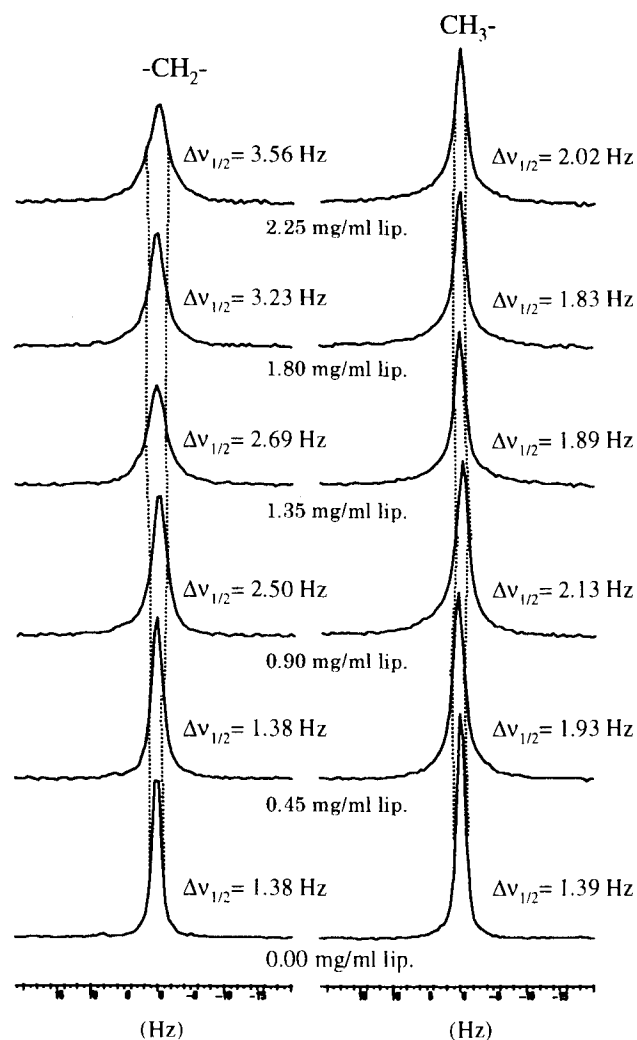 -CH₂-
CH₃-
Δν₁/₂= 3.56 Hz
Δν₁/₂= 2.02 Hz
2.25 mg/ml lip.
Δν₁/₂= 3.23 Hz
Δν₁/₂= 1.83 Hz
1.80 mg/ml lip.
Δν₁/₂= 2.69 Hz
Δν₁/₂= 1.89 Hz
1.35 mg/ml lip.
Δν₁/₂= 2.50 Hz
Δν₁/₂= 2.13 Hz
0.90 mg/ml lip.
Δν₁/₂= 1.38 Hz
Δν₁/₂= 1.93 Hz
0.45 mg/ml lip.
Δν₁/₂= 1.38 Hz
Δν₁/₂= 1.39 Hz
0.00 mg/ml lip.
(Hz)
(Hz)